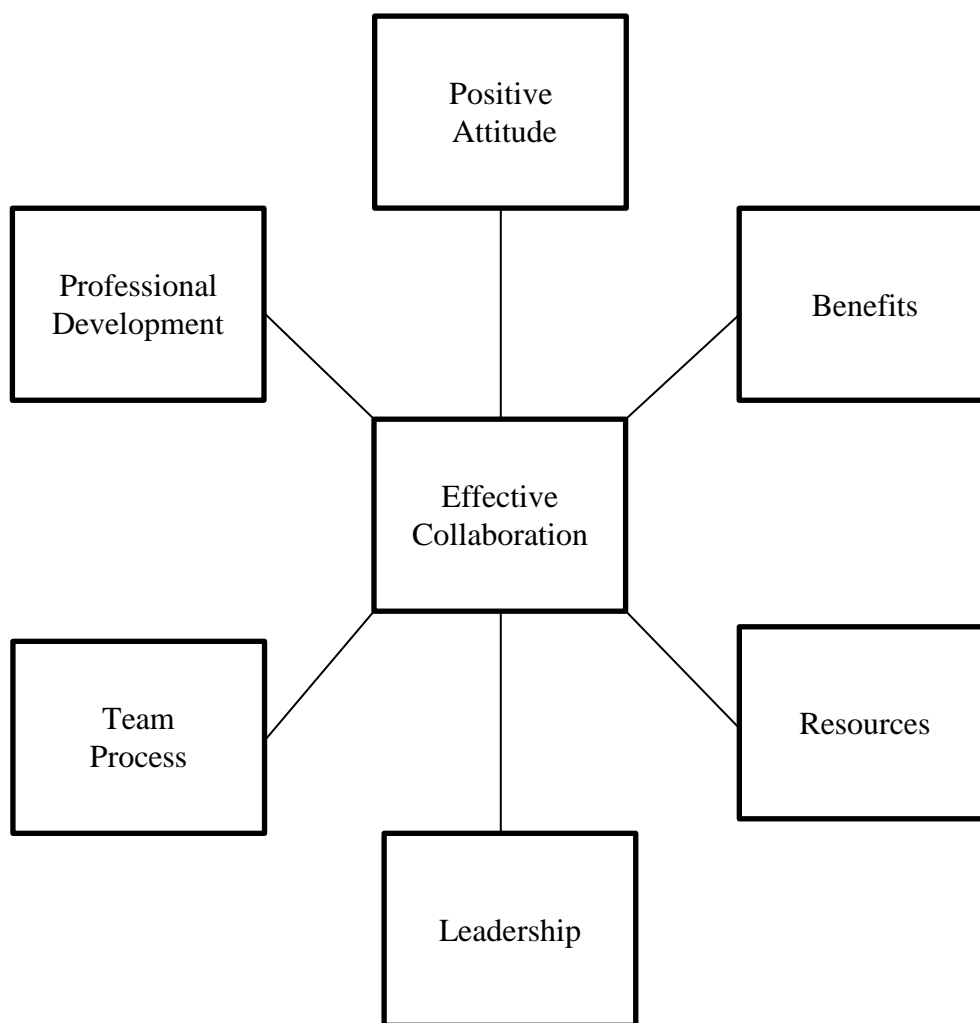 Positive
Attitude
Professional
Development
Benefits
Effective
Collaboration
Team
Process
Resources
Leadership